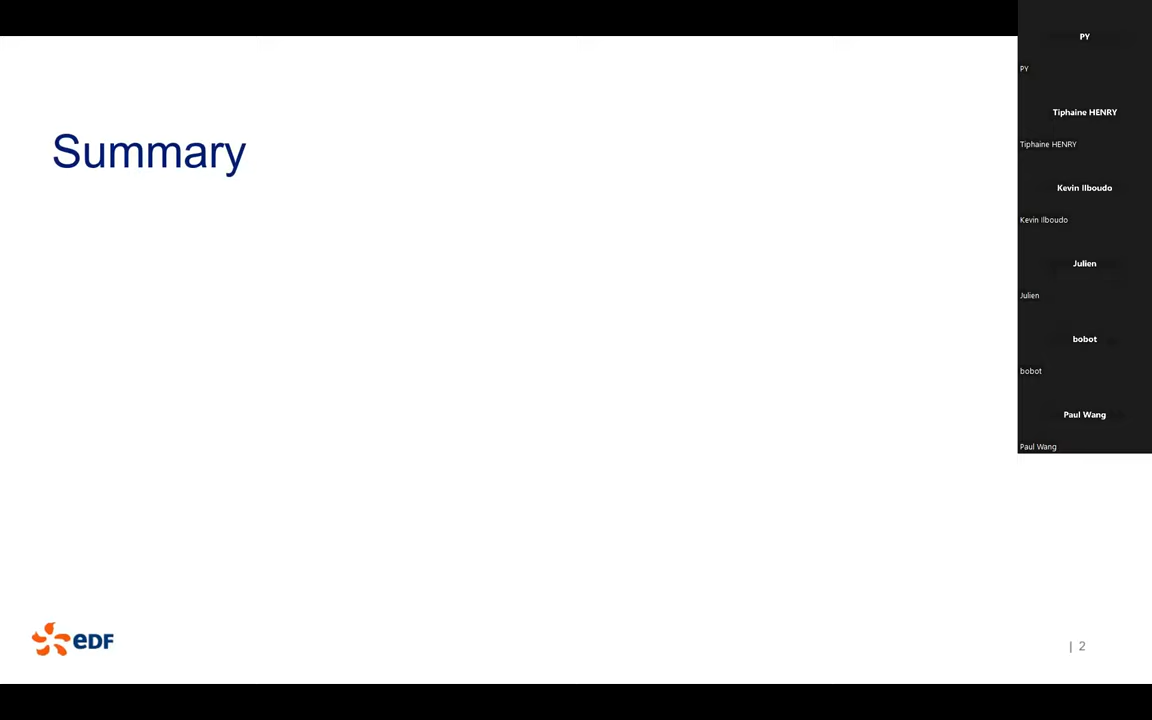 Summary
eDF
| 2
PY
PY
Tiphaine HENRY
Tiphaine HENRY
Kevin Ilboudo
Kevin Ilboudo
Julien
Julien
bobot
bobot
Paul Wang
Paul Wang